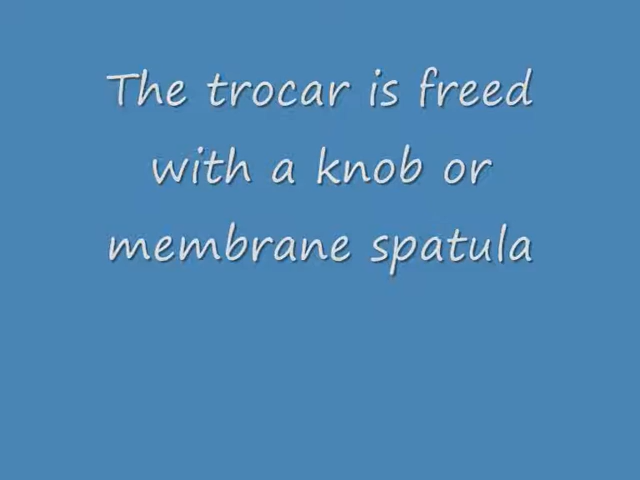 The trocar is freed
with a knob or
membrane spatula